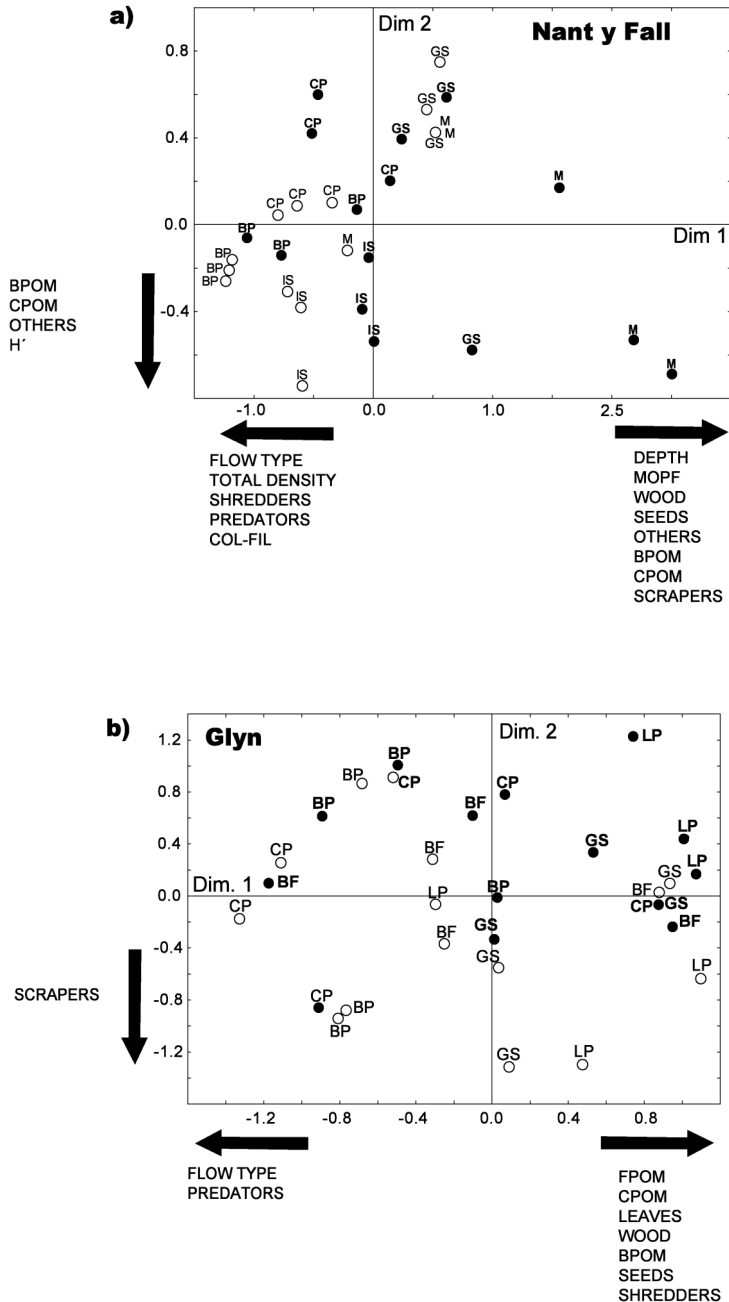 a)
Dim 2
Nant y Fall
0.8
GS
CP
GS
GS
CP
GS
M
0.4
GS
M
CP
M
CP
CP
CP
BP
0.0
BP
BP
M
IS
Dim 1
BP
BP
BP
IS
IS
IS
-0.4
IS
GS
M
IS
M
BPOM
CPOM
OTHERS
H´
-1.0
0.0
1.0
2.5
FLOW TYPE
TOTAL DENSITY
SHREDDERS
PREDATORS
COL-FIL
DEPTH
MOPF
WOOD
SEEDS
OTHERS
BPOM
CPOM
SCRAPERS
b)
Glyn
Dim. 2
1.2
LP
BP
BP
CP
CP
0.8
BP
BF
GS
LP
0.4
CP
BF
GS
LP
Dim. 1
BF
LP
BP
BF
0.0
CP
CP
GS
BF
GS
BF
-0.4
GS
LP
-0.8
CP
BP
BP
GS
LP
-1.2
SCRAPERS
-1.2
-0.8
-0.4
0.0
0.4
0.8
FLOW TYPE
PREDATORS
FPOM
CPOM
LEAVES
WOOD
BPOM
SEEDS
SHREDDERS